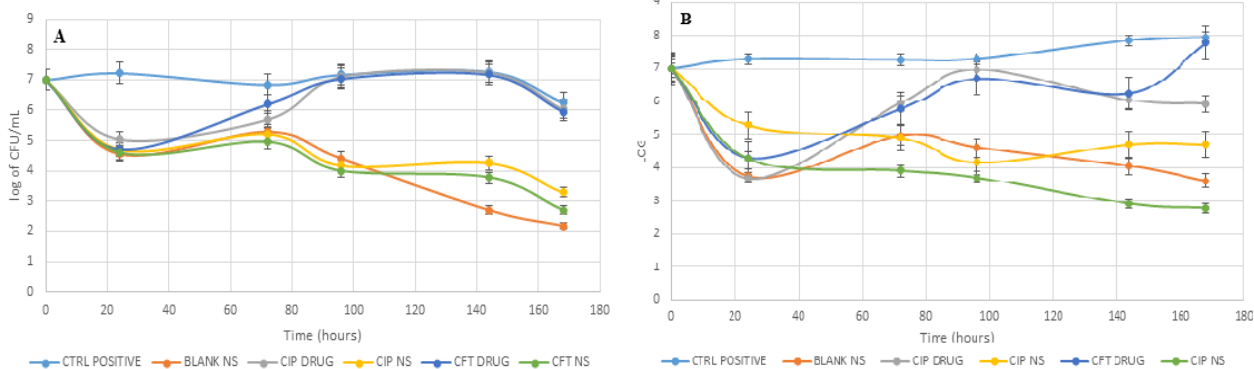 A
9
8
7
6
5
4
3
2
1
0
log of CFU/mL
0 20 40 60 80 100 120 140 160 180
Time (hours)
CTRL POSITIVE BLANK NS CIP DRUG CIP NS CFT DRUG CFT NS
B
9
8
7
6
5
4
3
2
1
0
0 20 40 60 80 100 120 140 160 180
Time (hours)
CTRL POSITIVE BLANK NS CIP DRUG CIP NS CFT DRUG CFT NS